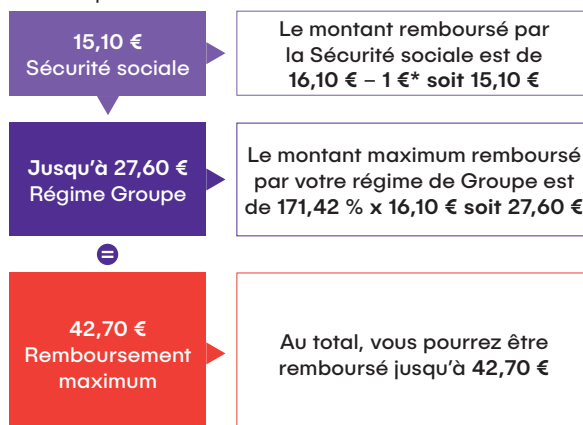 15,10 €
Sécurité sociale
Le montant remboursé par
la Sécurité sociale est de
16,10 € – 1 €* soit 15,10 €
Jusqu'à 27,60 €
Régime Groupe
Le montant maximum remboursé
par votre régime de Groupe est
de 171,42 % x 16,10 € soit 27,60 €
=
42,70 €
Remboursement
maximum
Au total, vous pourrez être
remboursé jusqu'à 42,70 €